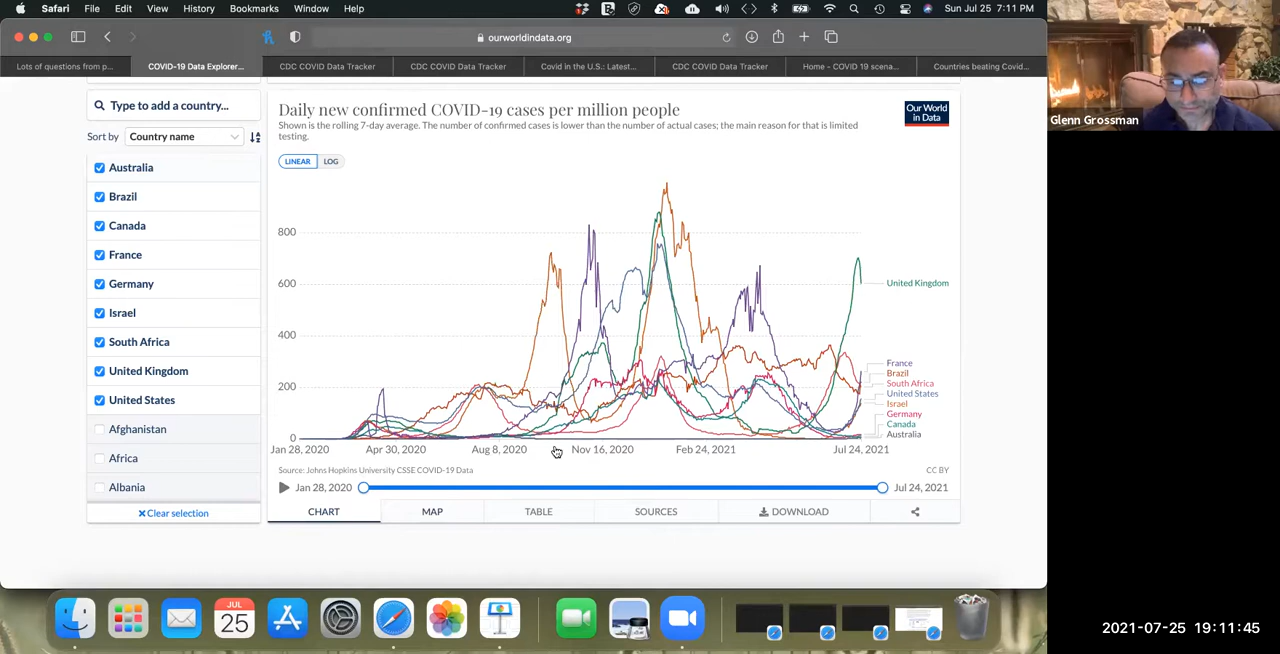 Safari File Edit View History Bookmarks Window Help Sun Jul 25 7:11 PM
ourworldindata.org
Lots of questions from p... COVID-19 Data Explorer... CDC COVID Data Tracker CDC COVID Data Tracker Covid in the U.S.: Latest... CDC COVID Data Tracker Home - COVID 19 scena... Countries beating Covid...
Glenn Grossman
Type to add a country...
Sort by Country name
Australia
Brazil
Canada
France
Germany
Israel
South Africa
United Kingdom
United States
Afghanistan
Africa
Albania
Clear selection
Daily new confirmed COVID-19 cases per million people
Shown is the rolling 7-day average. The number of confirmed cases is lower than the number of actual cases; the main reason for that is limited
testing.
Our World
in Data
LINEAR LOG
800
600
400
200
0
United Kingdom
France
Brazil
South Africa
United States
Israel
Germany
Canada
Australia
Jan 28, 2020 Apr 30, 2020 Aug 8, 2020 Nov 16, 2020 Feb 24, 2021 Jul 24, 2021
Source: Johns Hopkins University CSSE COVID-19 Data CC BY
Jan 28, 2020 Jul 24, 2021
CHART MAP TABLE SOURCES DOWNLOAD
JUL
25
2021-07-25 19:11:45